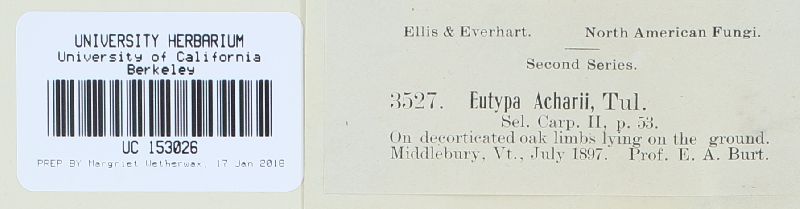 UNIVERSITY HERBARIUM
University of California
Berkeley
UC 153026
PREP BY Margriet Wetherwax, 17 Jan 2018
Ellis & Everhart. North American Fungi.
Second Series.
3527. Eutypa Acharii, Tul.
Sel. Carp. II, p. 53.
On decorticated oak limbs lying on the ground.
Middlebury, Vt., July 1897. Prof. E. A. Burt.